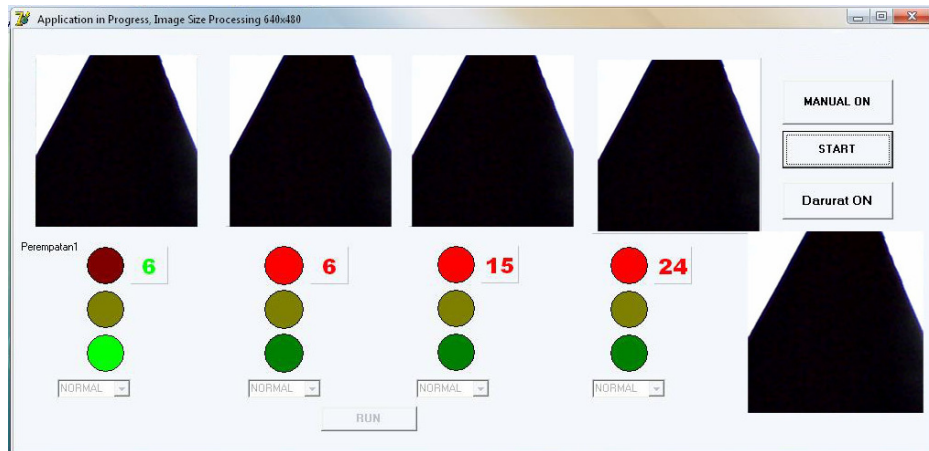 Application in Progress, Image Size Processing 640x480
MANUAL ON
START
Darurat ON
Perempatan1
6
6
15
24
NORMAL
NORMAL
NORMAL
NORMAL
RUN